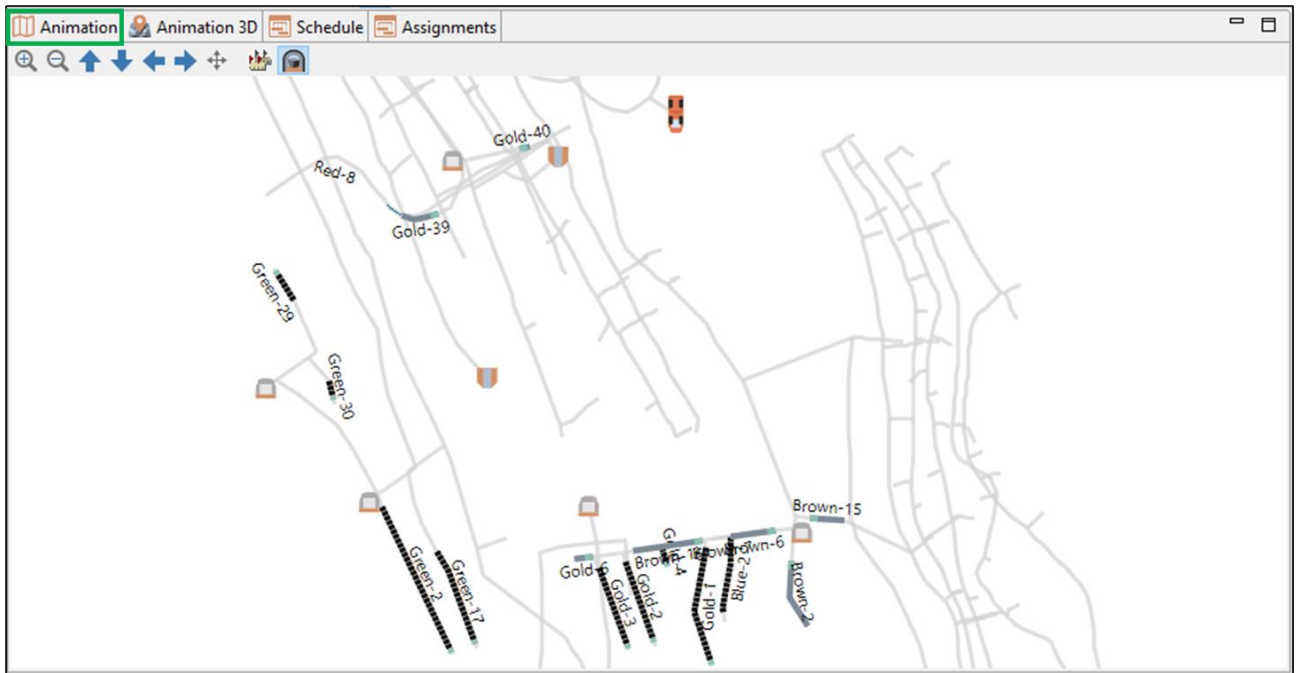 Animation
Animation 3D
Schedule
Assignments
Gold-40
Red-8
Gold-39
Green-29
Green-30
Brown-15
Brown-6
Gold-6
Blue-2
Brown-2
Green-2
Green-17
Gold-3
Gold-2
Gold-1